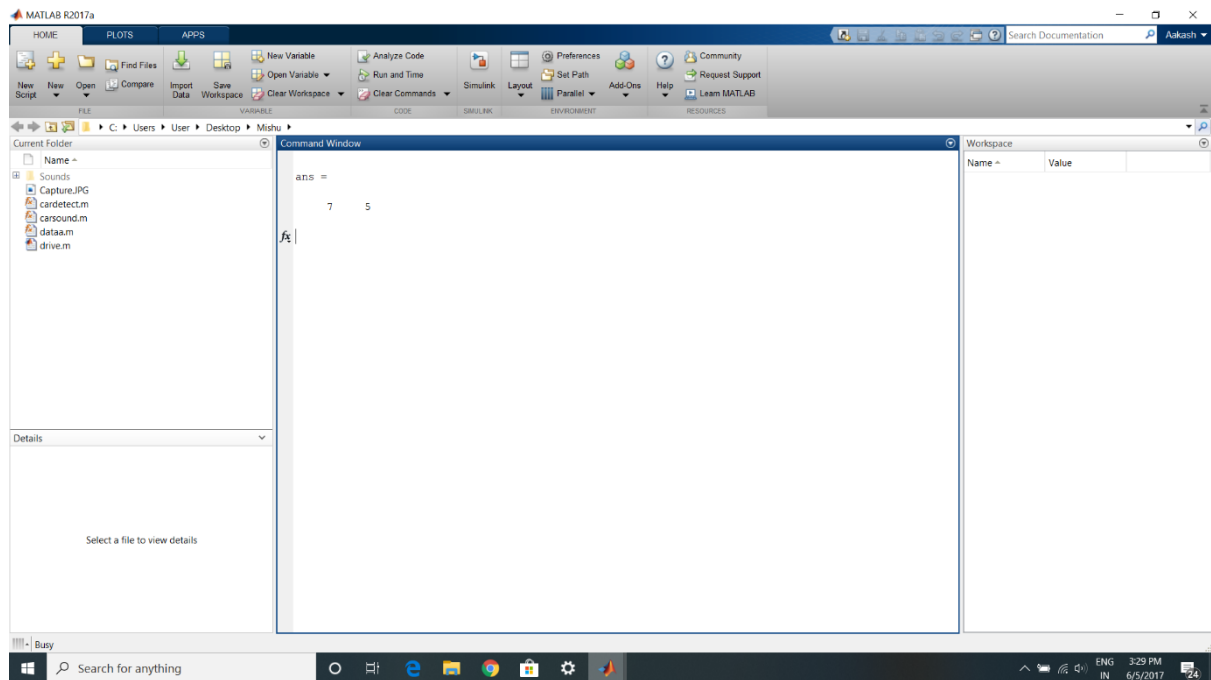 MATLAB R2017a
HOME PLOTS APPS
Search Documentation Aakash
New Script
New
Open
Find Files
Compare
Import Data
Save Workspace
New Variable
Open Variable
Clear Workspace
Analyze Code
Run and Time
Clear Commands
Simulink
Layout
Preferences
Set Path
Parallel
Add-Ons
Help
Community
Request Support
Learn MATLAB
FILE VARIABLE CODE SIMULINK ENVIRONMENT RESOURCES
C: Users User Desktop Mishu
Current Folder
Name
Sounds
Capture.JPG
cardetect.m
carsound.m
dataa.m
drive.m
Details
Select a file to view details
Command Window
ans =
7 5
fx
Workspace
Name Value
Busy
Search for anything
ENG
IN
3:29 PM
6/5/2017
24